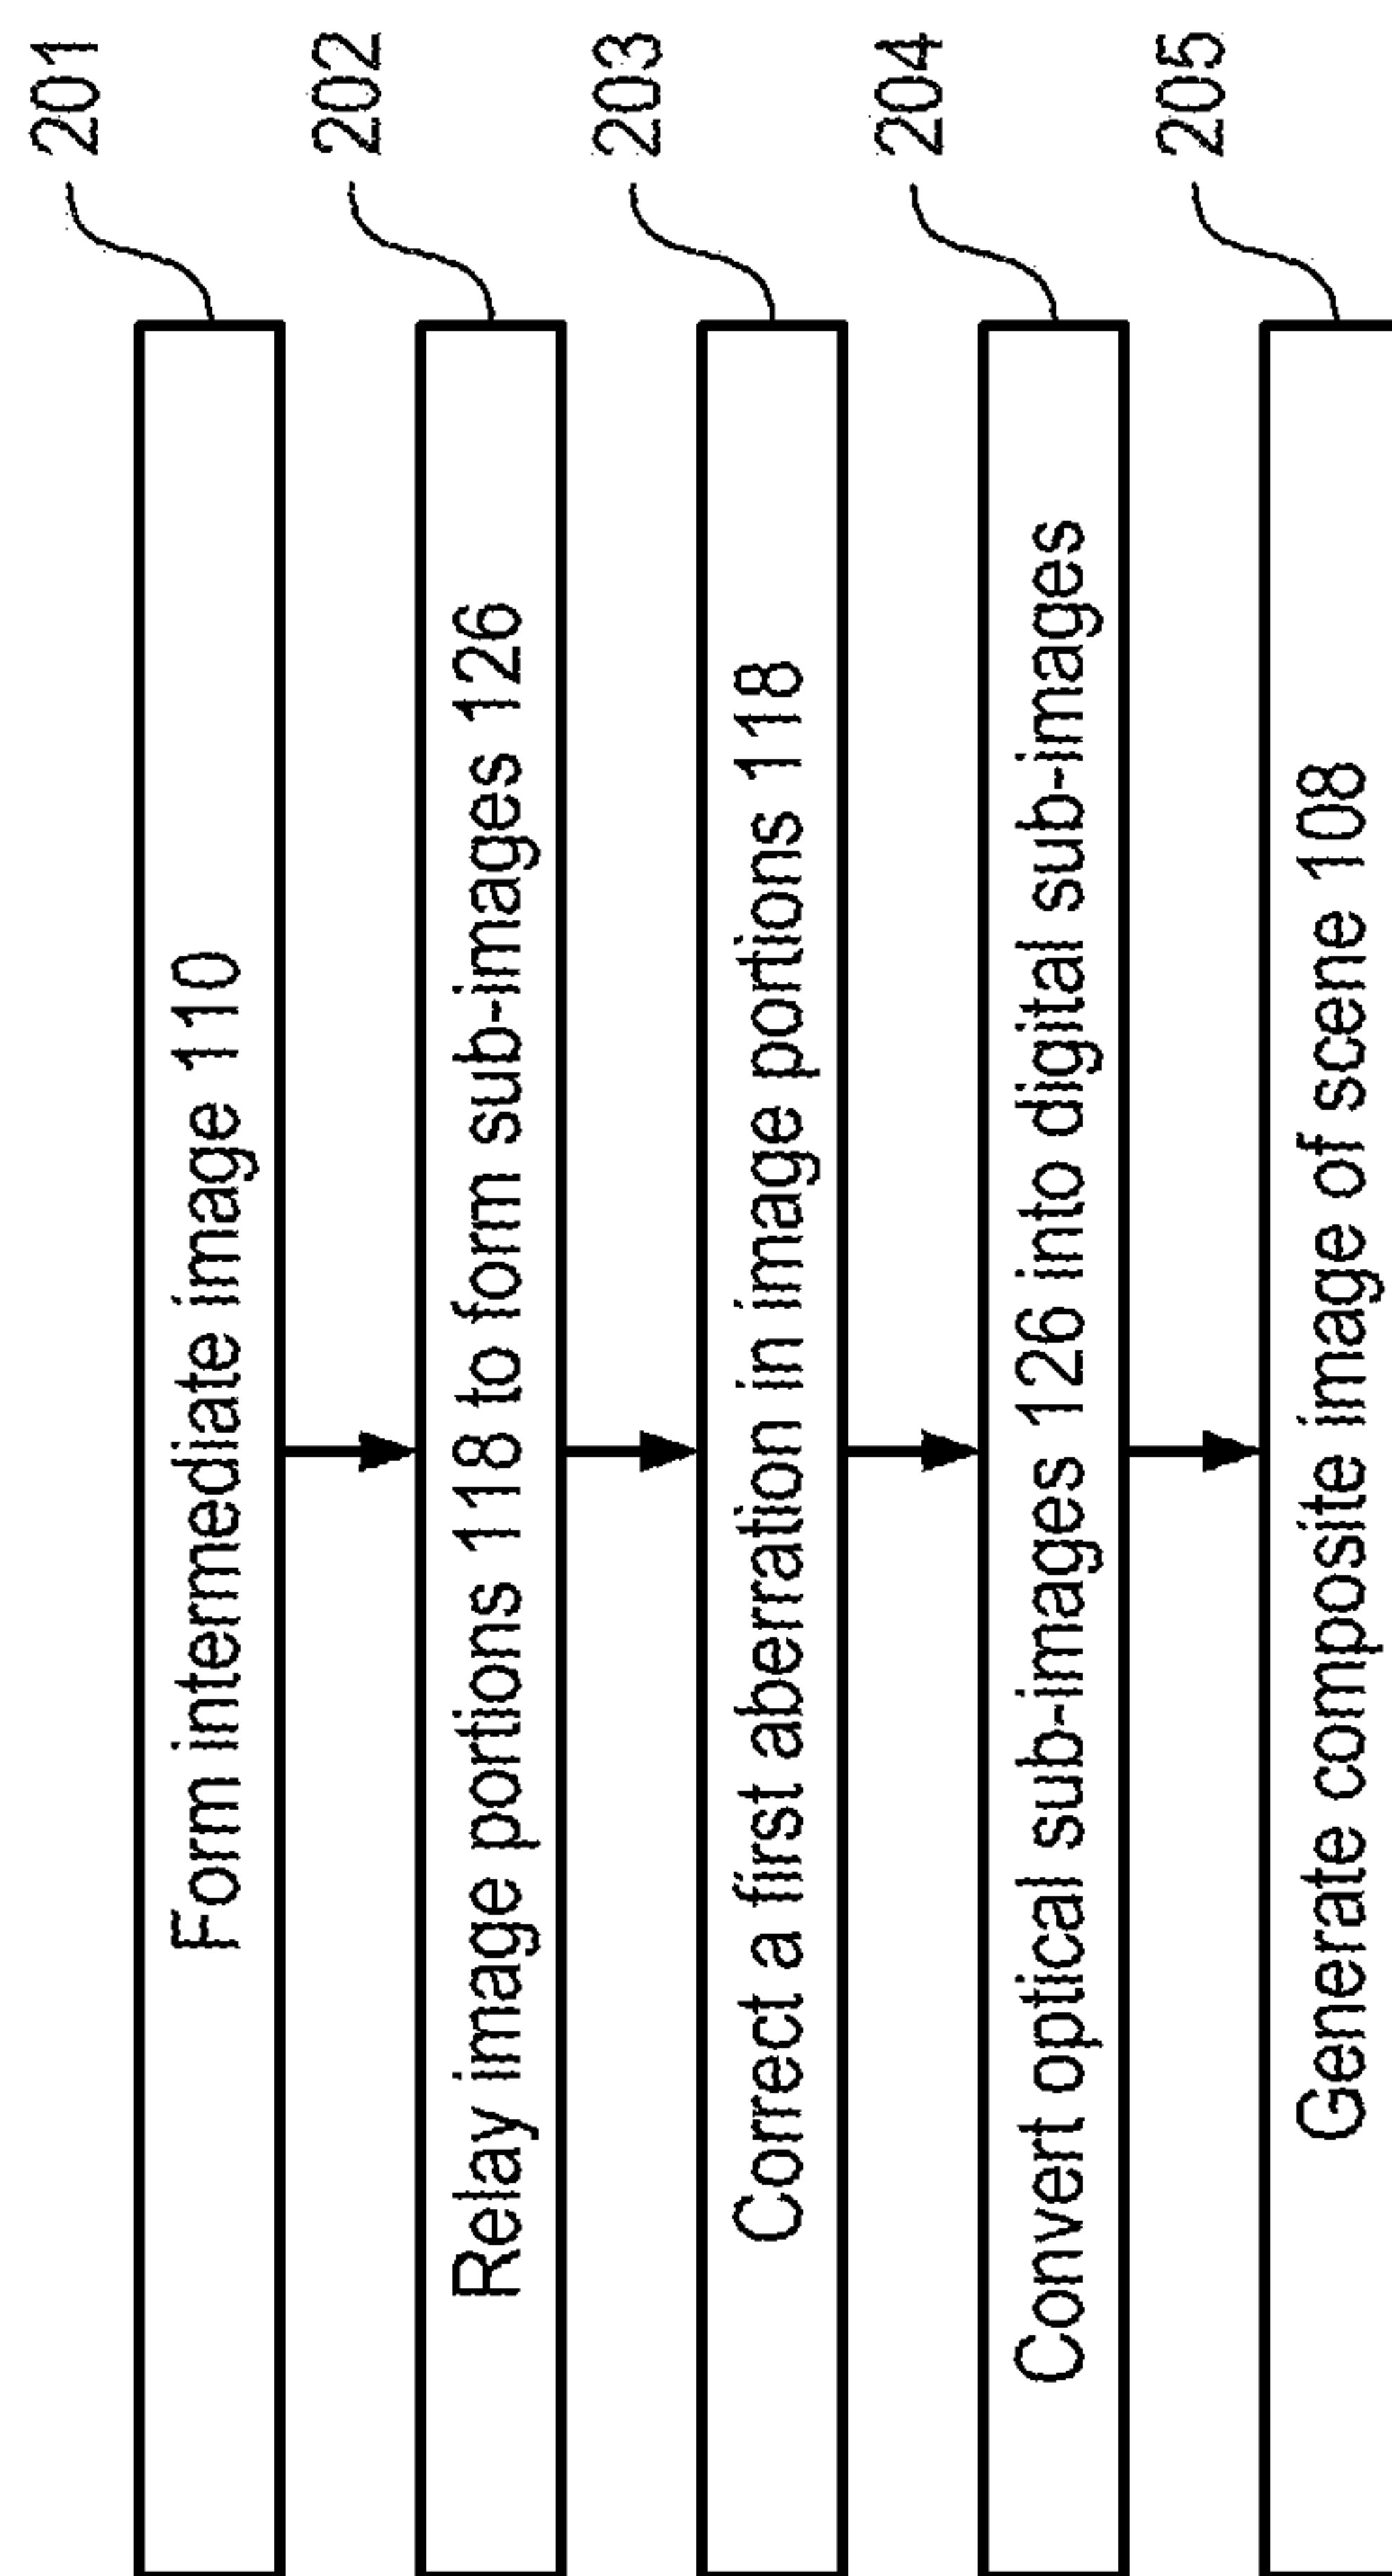 201
Form intermediate image 110
202
Relay image portions 118 to form sub-images 126
203
Correct a first aberration in image portions 118
204
Convert optical sub-images 126 into digital sub-images
205
Generate composite image of scene 108